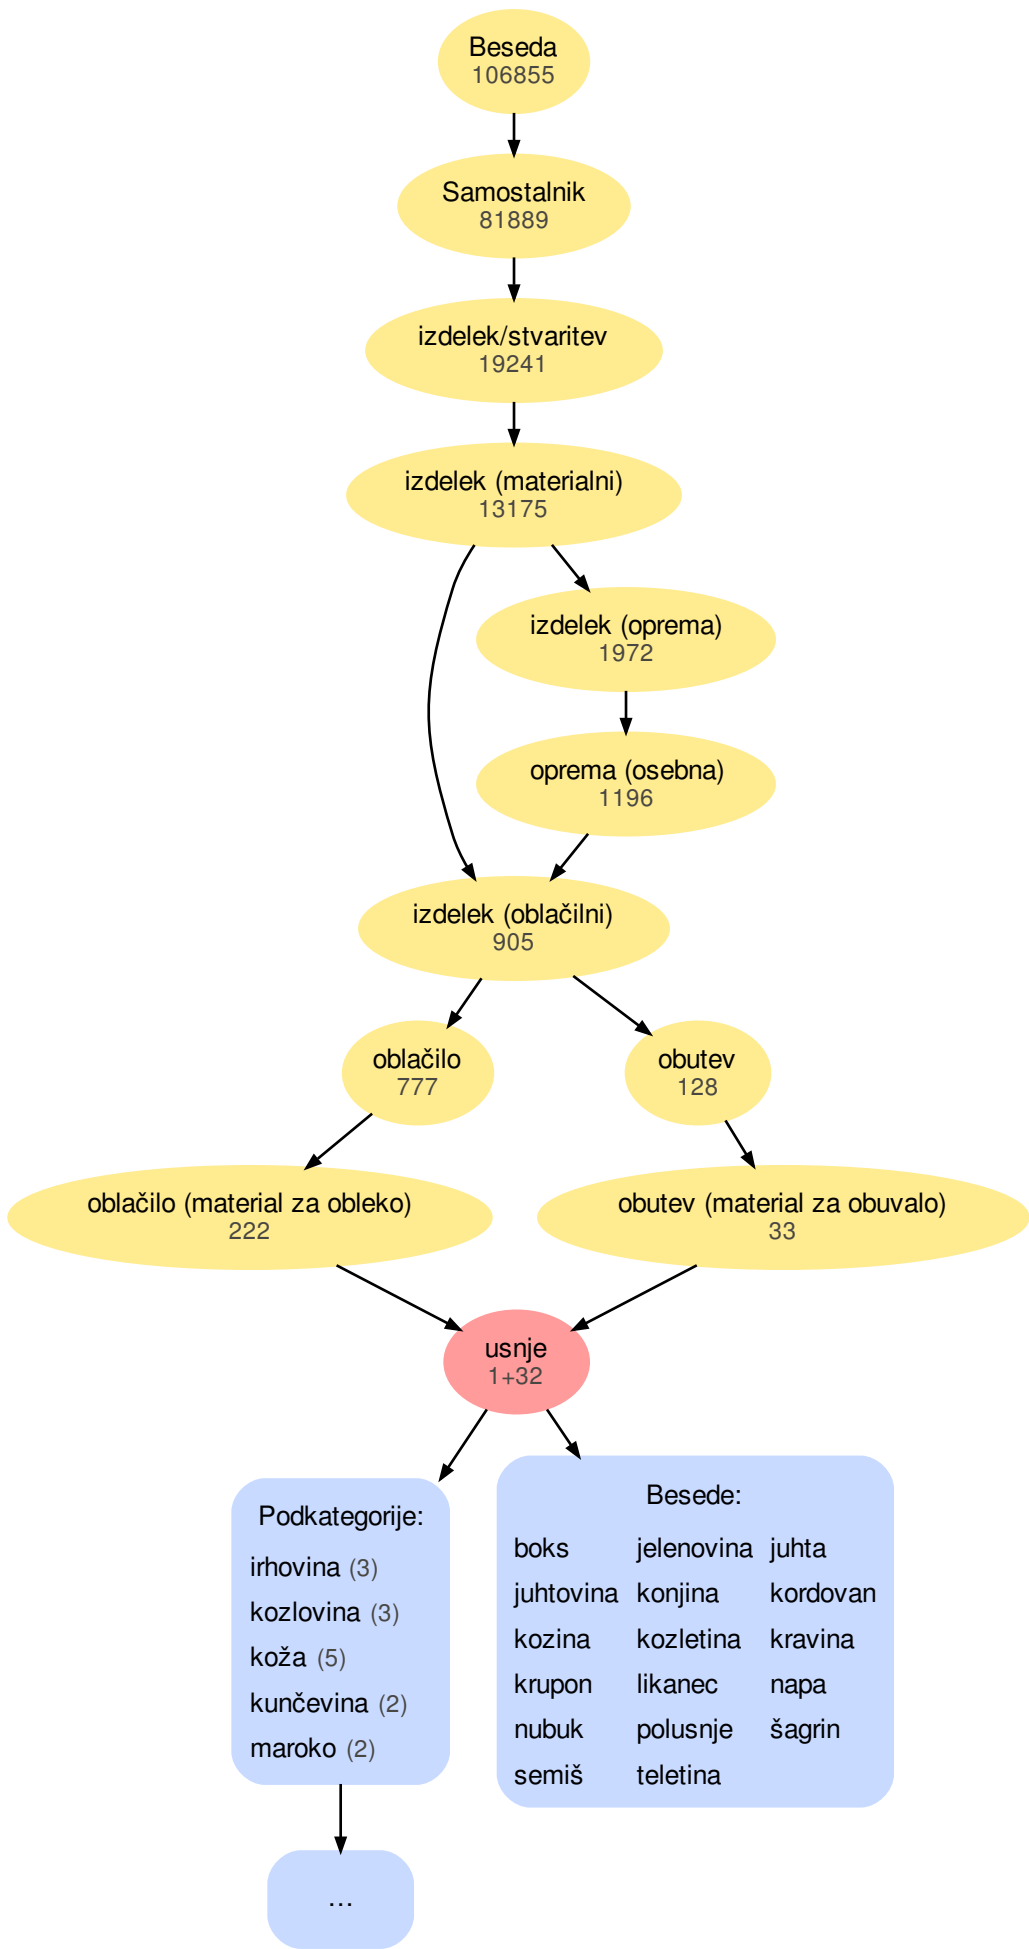 Beseda
106855
Samostalnik
81889
izdelek/stvaritev
19241
izdelek (materialni)
13175
izdelek (oprema)
1972
oprema (osebna)
1196
izdelek (oblačilni)
905
oblačilo
777
obutev
128
oblačilo (material za obleko)
222
obutev (material za obuvalo)
33
usnje
1+32
Podkategorije:
irhovina (3)
kozlovina (3)
koža (5)
kunčevina (2)
maroko (2)
Besede:
boks jelenovina juhta
juhtovina konjina kordovan
kozina kozletina kravina
krupon likanec napa
nubuk polusnje šagrin
semiš teletina
...